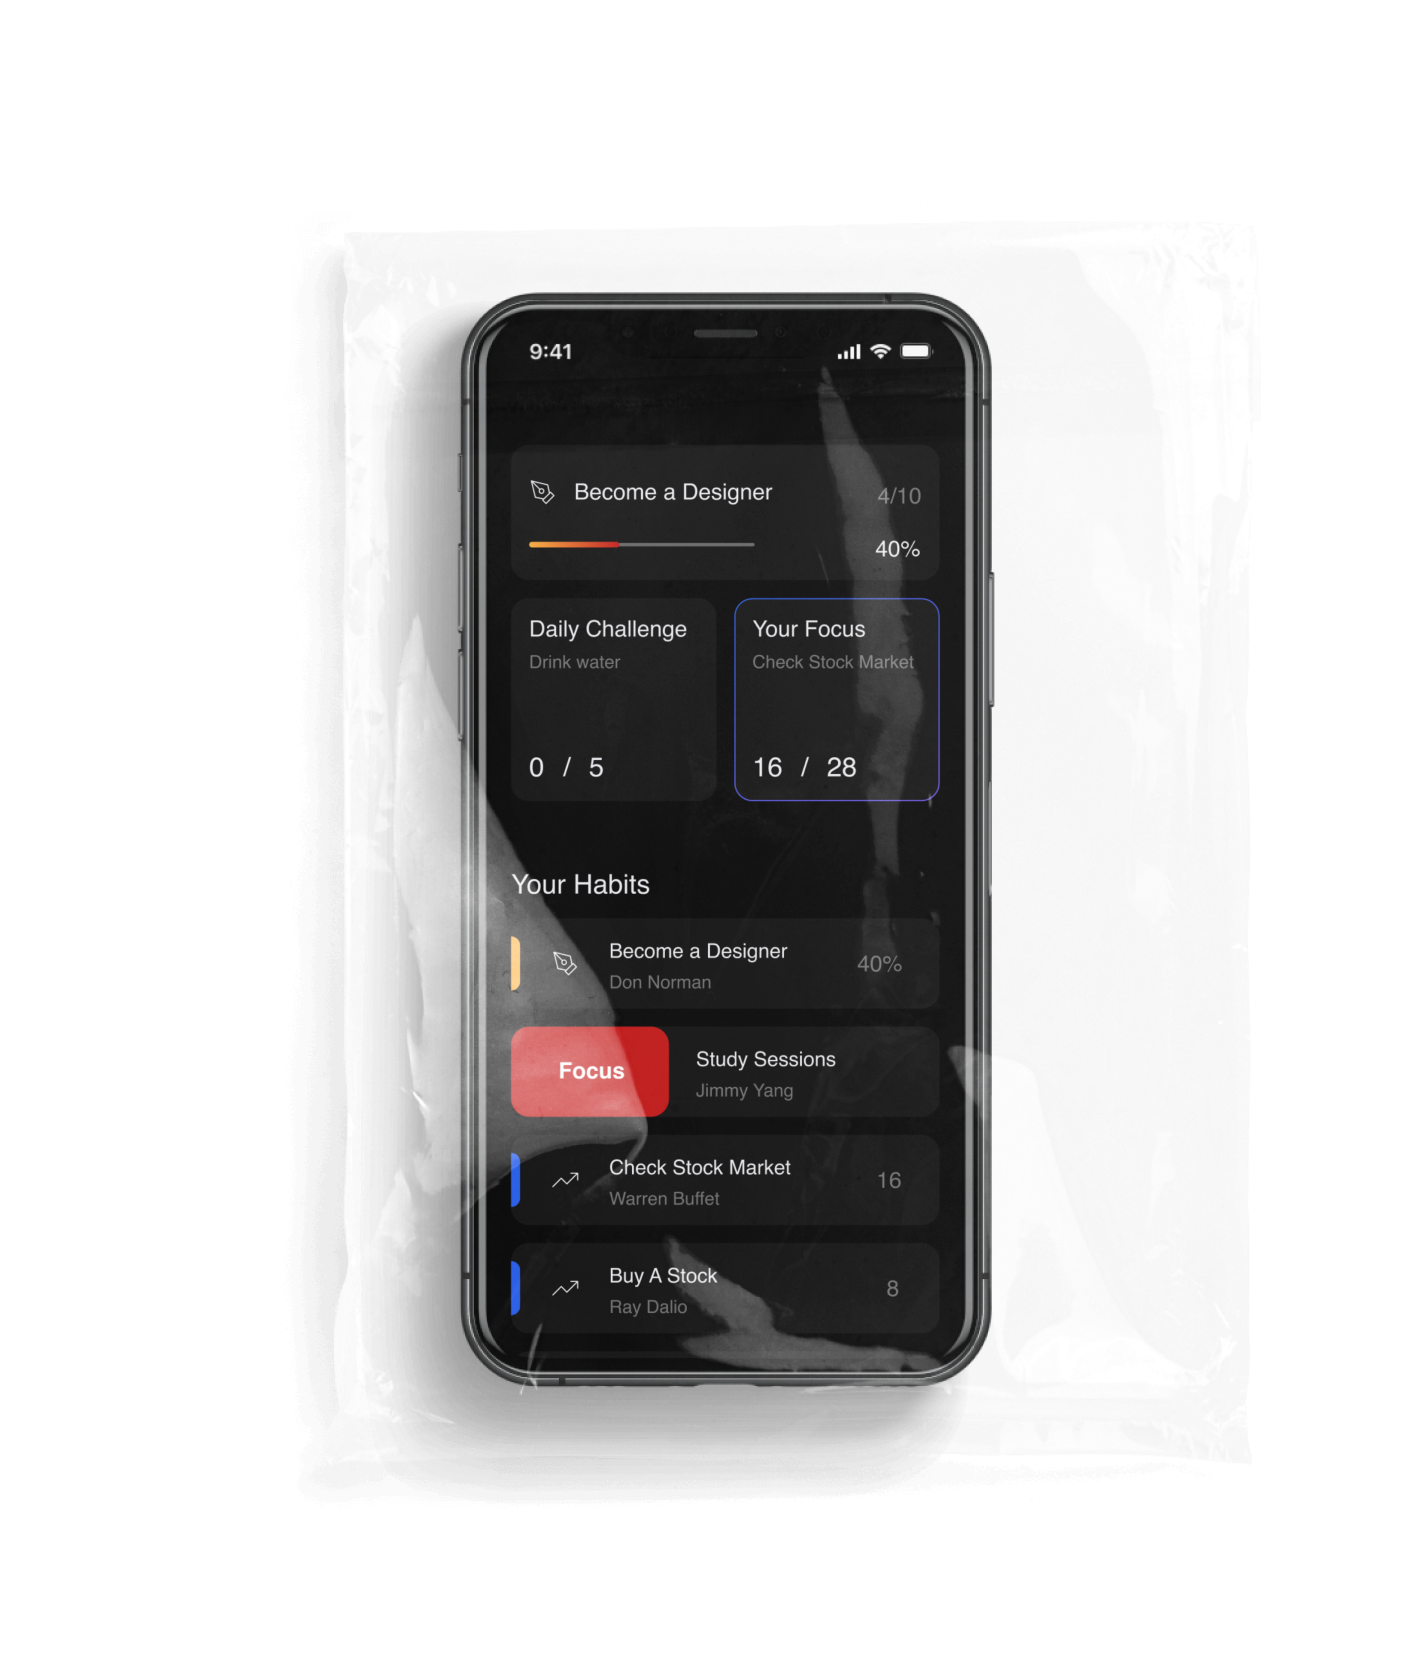 9:41
Become a Designer 4/10
40%
Daily Challenge
Drink water
0 / 5
Your Focus
Check Stock Market
16 / 28
Your Habits
Become a Designer
Don Norman
40%
Focus
Study Sessions
Jimmy Yang
Check Stock Market
Warren Buffet
16
Buy A Stock
Ray Dalio
8